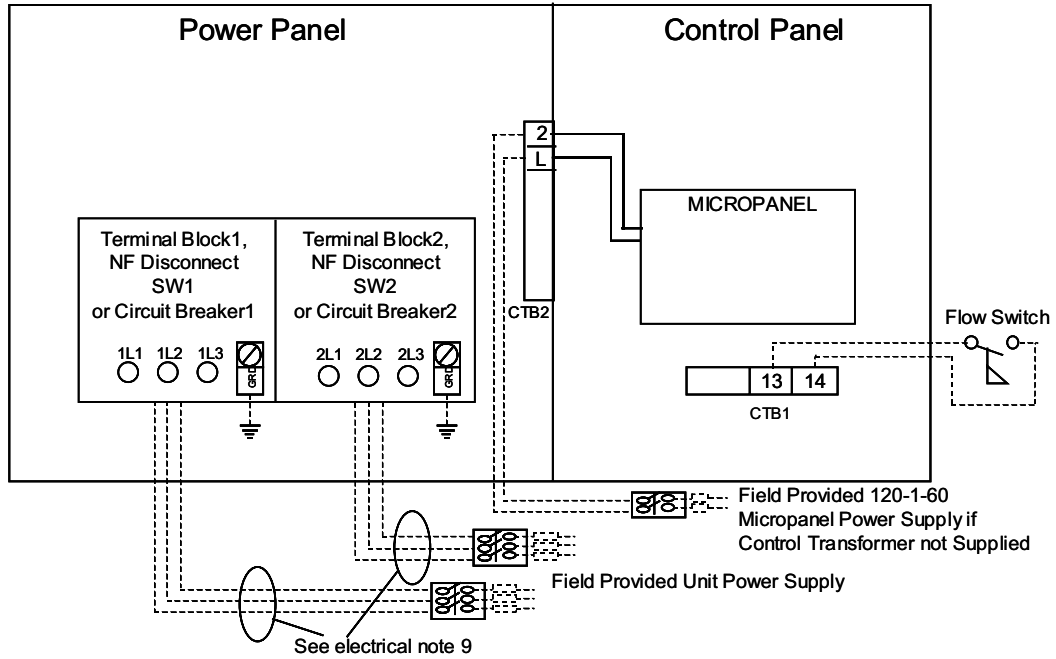 Power Panel
Control Panel
2
L
MICROPANEL
Terminal Block1,
NF Disconnect
SW1
or Circuit Breaker1
Terminal Block2,
NF Disconnect
SW2
or Circuit Breaker2
CTB2
Flow Switch
1L1
1L2
1L3
GRD
2L1
2L2
2L3
GRD
13
14
CTB1
Field Provided 120-1-60
Micropanel Power Supply if
Control Transformer not Supplied
Field Provided Unit Power Supply
See electrical note 9